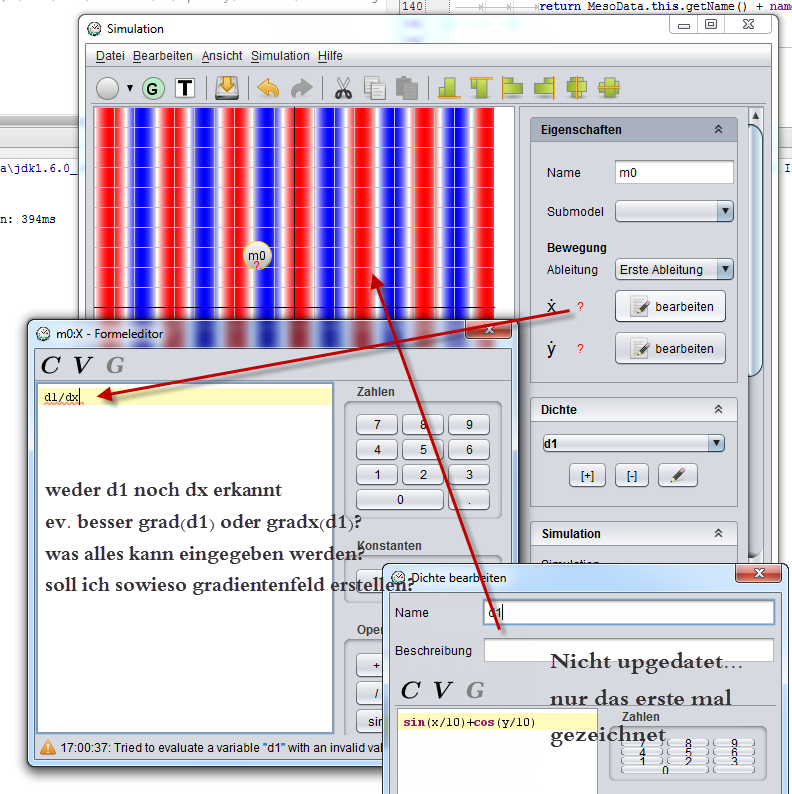 140
return MesoData.this.getName() + nam
Simulation
Datei Bearbeiten Ansicht Simulation Hilfe
G T
Eigenschaften
a\jdk1.6.0_
Name m0
n: 394ms
Submodel
Bewegung
m0
?
Ableitung Erste Ableitung
ẋ ? bearbeiten
m0:X - Formeleditor
ẏ ? bearbeiten
C V G
d1/dx
Zahlen
Dichte
7 8 9
d1
4 5 6
1 2 3
[+] [-]
0 .
weder d1 noch dx erkannt
ev. besser grad(d1) oder gradx(d1)?
Simulation
was alles kann eingegeben werden?
Konstanten
soll ich sowieso gradientenfeld erstellen?
Dichte bearbeiten
Name d1
Oper
Beschreibung
+
Nicht upgedatet...
nur das erste mal
gezeichnet
C V G
/
sin
sin(x/10)+cos(y/10)
Zahlen
7 8 9
4 5 6
1 2 3
0
17:00:37: Tried to evaluate a variable "d1" with an invalid val